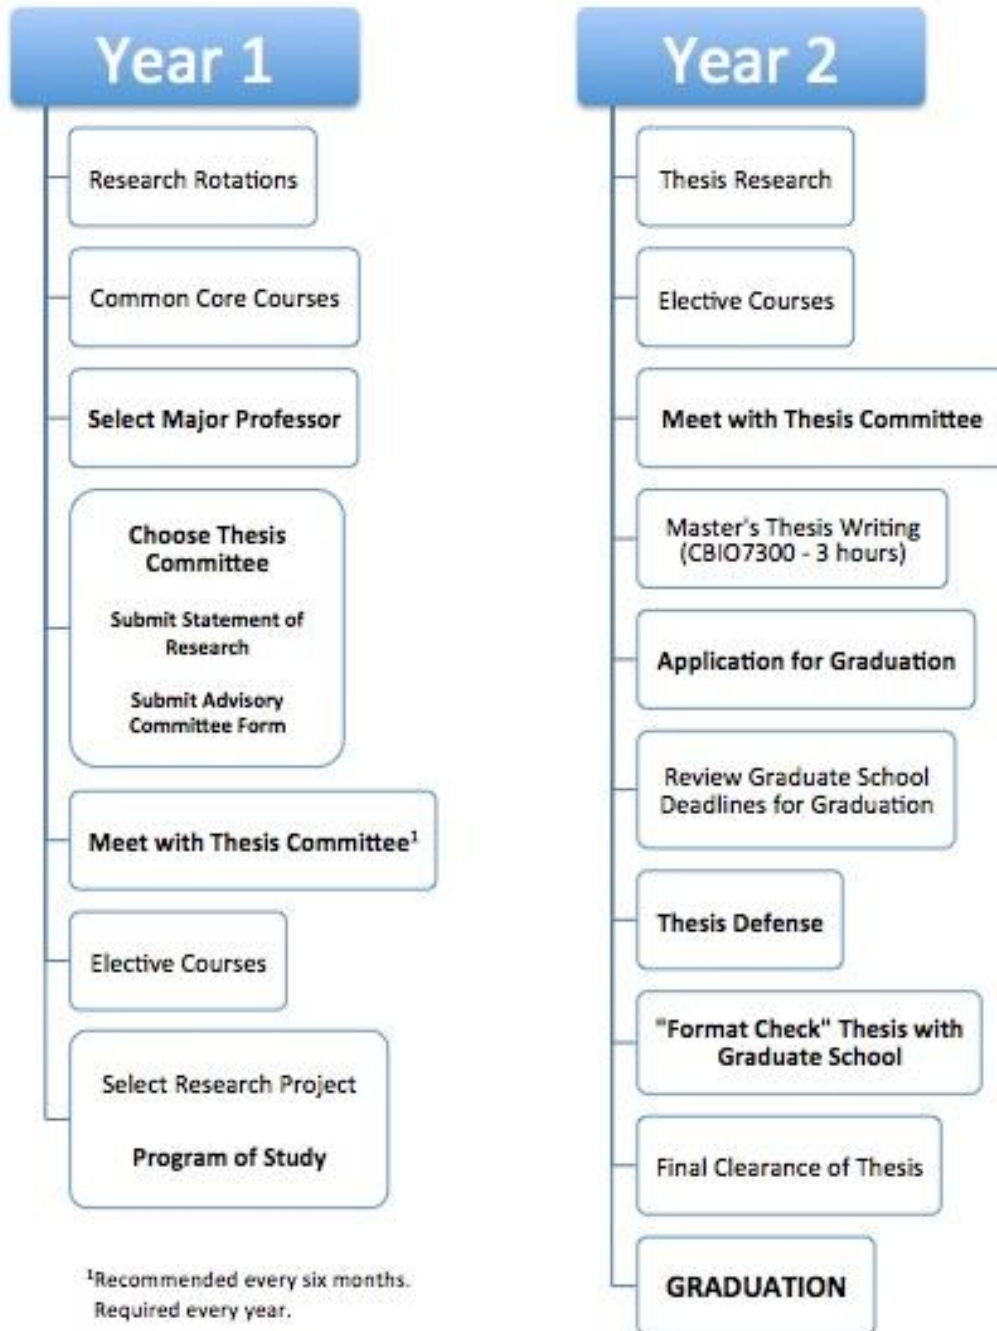 Year 1
Research Rotations
Common Core Courses
Select Major Professor
Choose Thesis
Committee
Submit Statement of
Research
Submit Advisory
Committee Form
Meet with Thesis Committee¹
Elective Courses
Select Research Project
Program of Study
¹Recommended every six months.
Required every year.
Year 2
Thesis Research
Elective Courses
Meet with Thesis Committee
Master's Thesis Writing
(CBIO7300 - 3 hours)
Application for Graduation
Review Graduate School
Deadlines for Graduation
Thesis Defense
"Format Check" Thesis with
Graduate School
Final Clearance of Thesis
GRADUATION